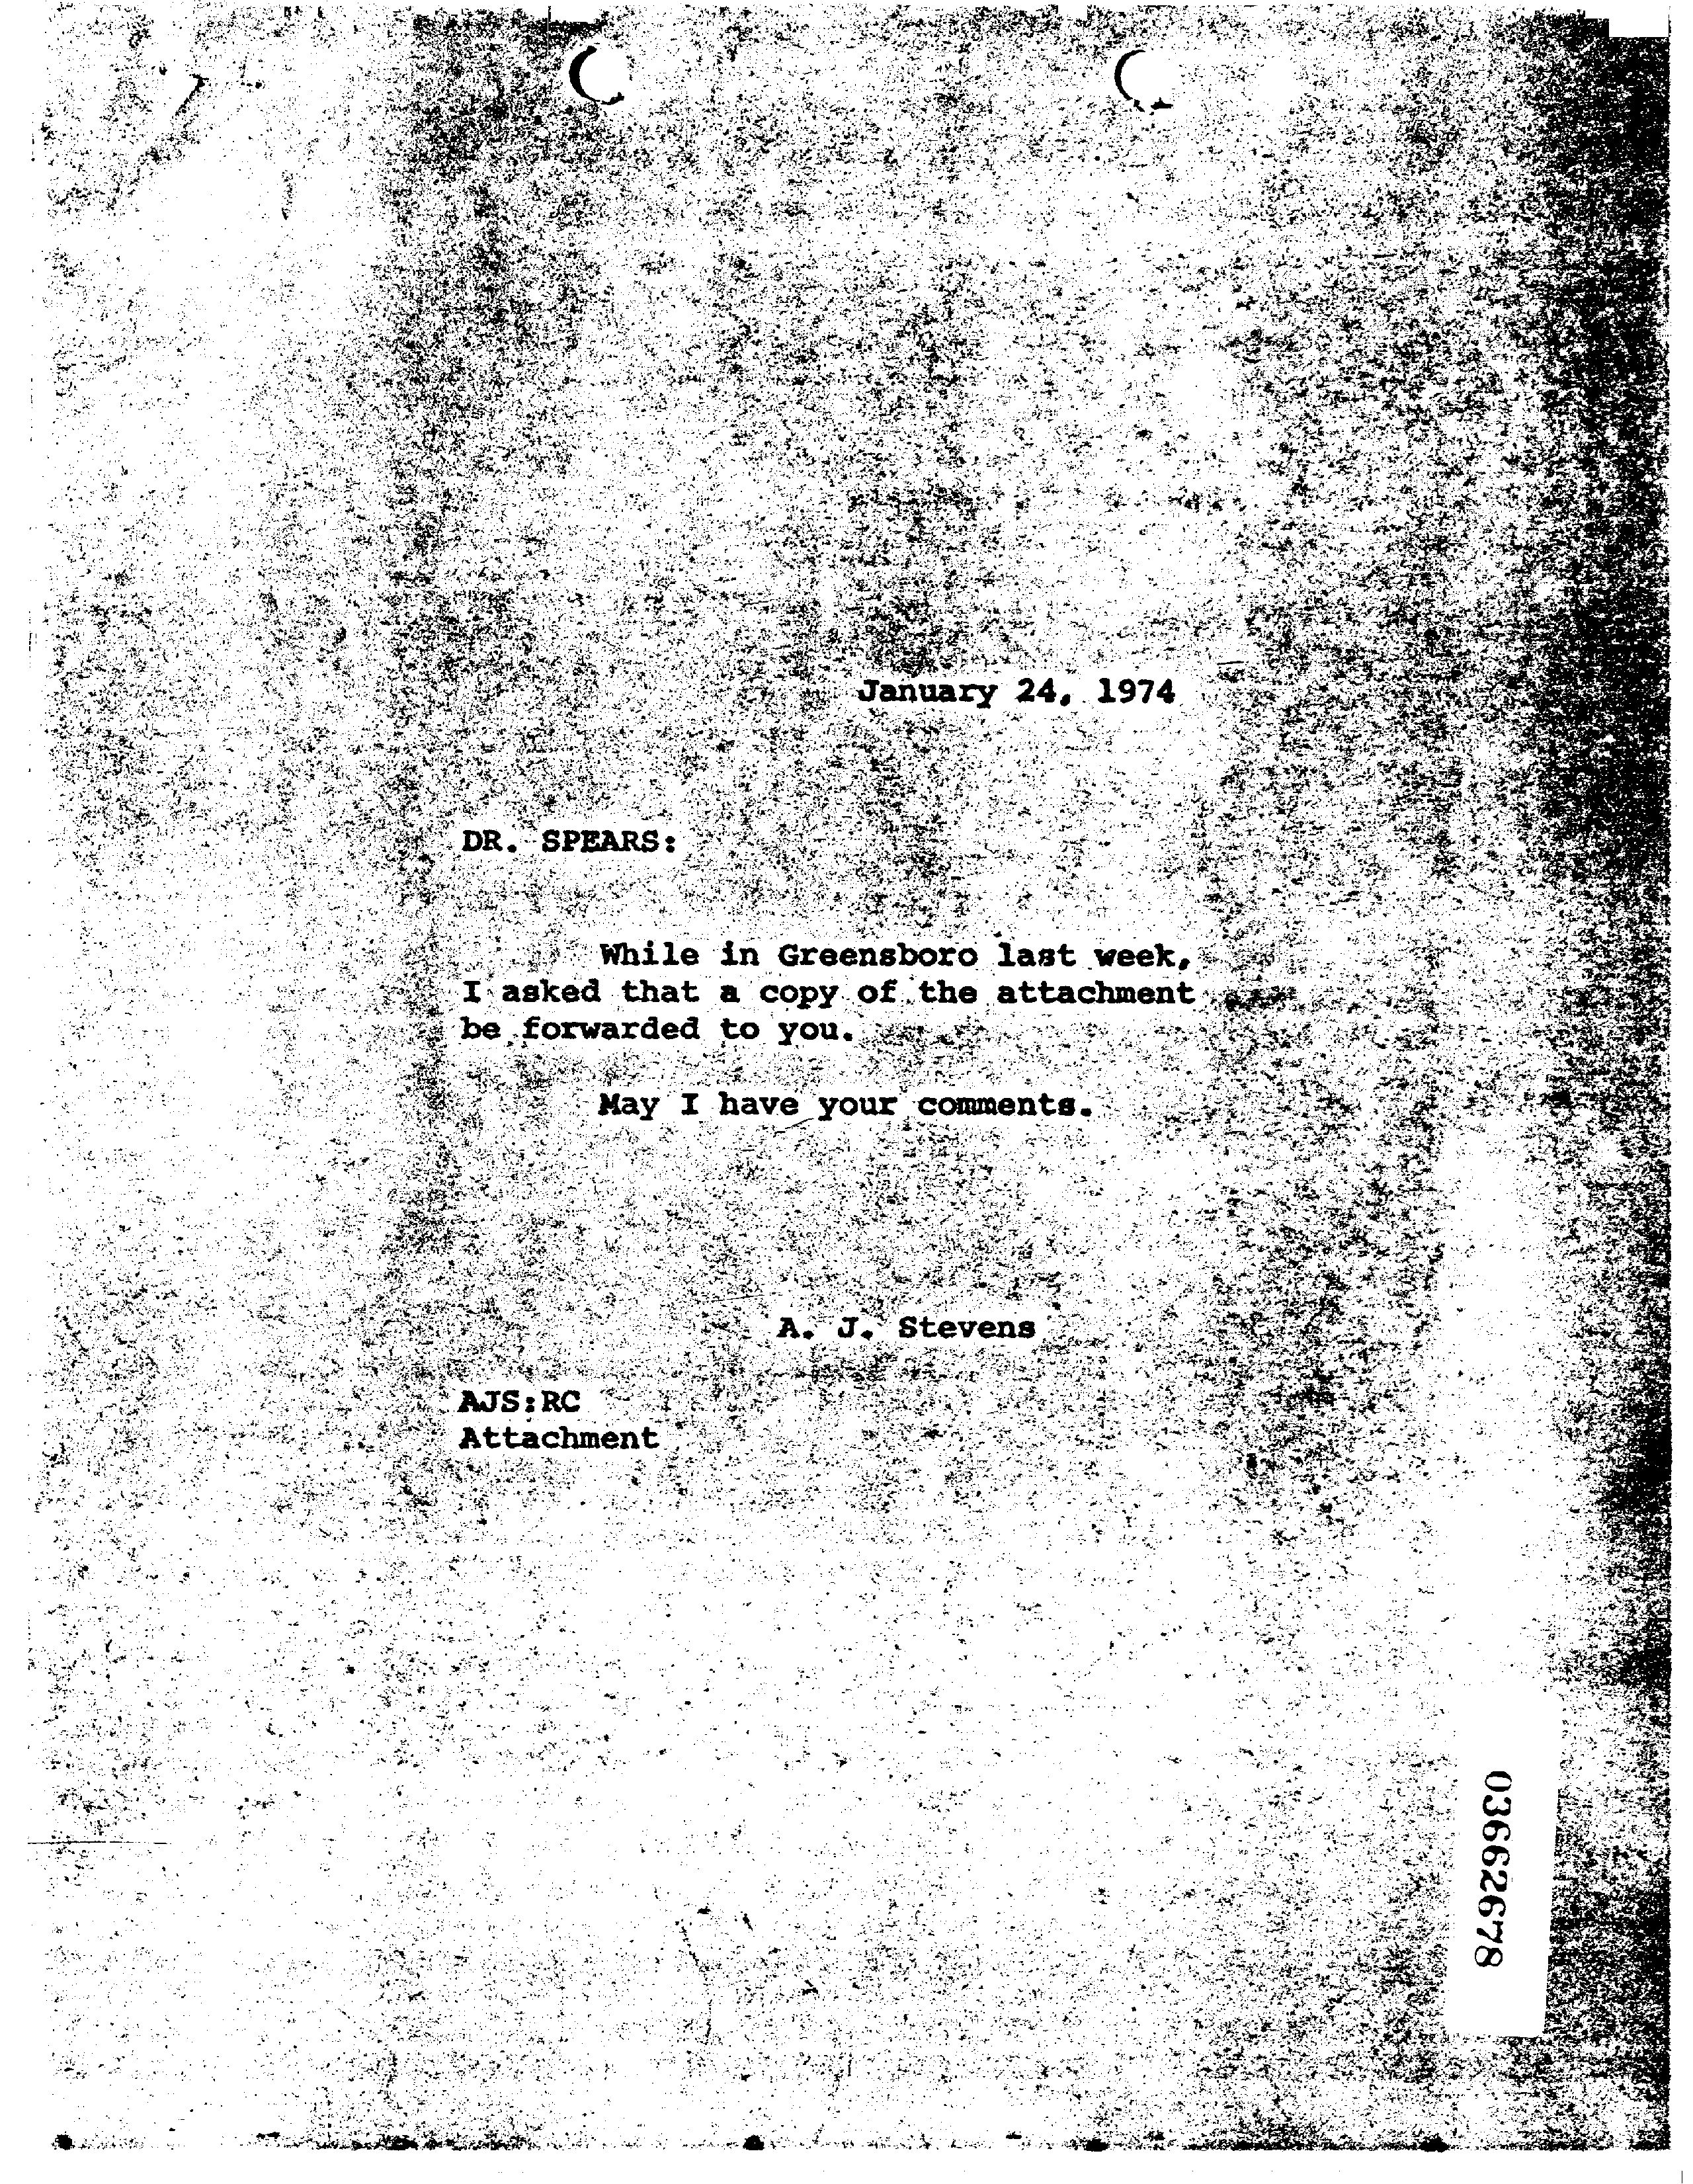 January 24, 1974
DR. SPEARS:
While in Greensboro last week,
I asked that a copy of the attachment
be forwarded to you.
May I have your comments.
A. J. Stevens
AJS:RC
Attachment
03662678